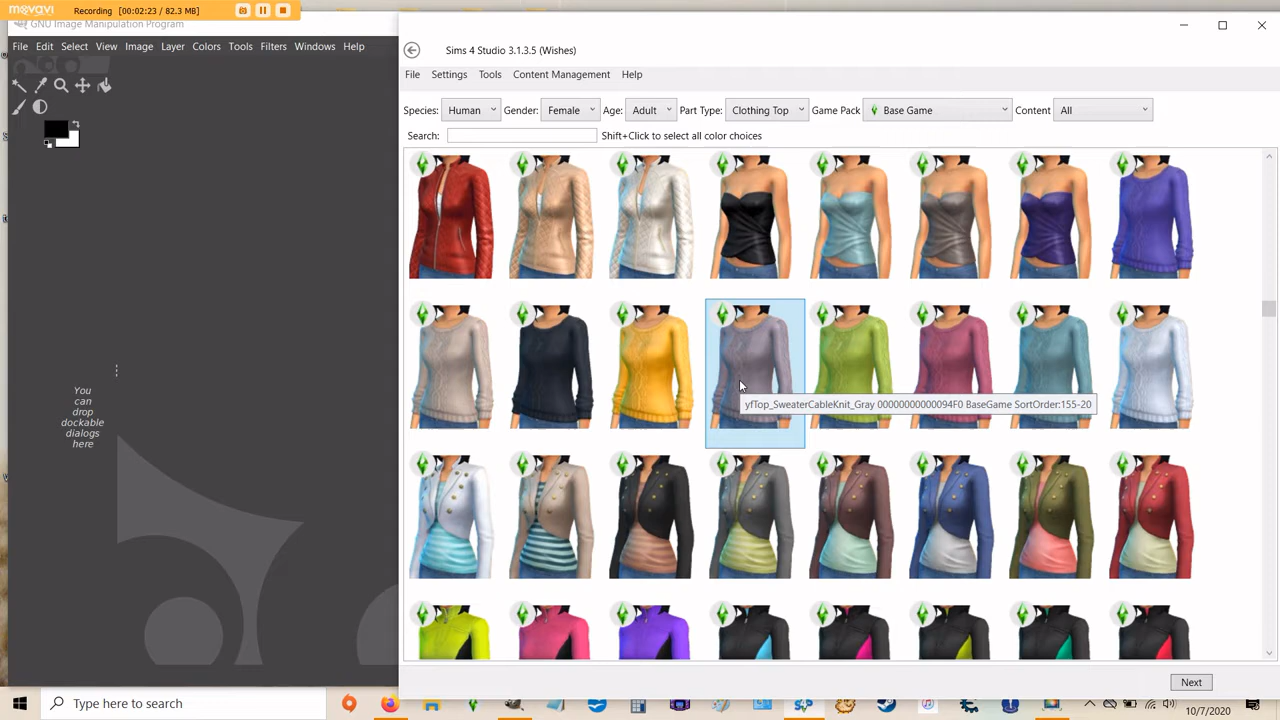 movavi Recording [00:02:23 / 82.3 MB]
GNU Image Manipulation Program
File Edit Select View Image Layer Colors Tools Filters Windows Help
You
can
drop
dockable
dialogs
here
Sims 4 Studio 3.1.3.5 (Wishes)
File Settings Tools Content Management Help
Species: Human Gender: Female Age: Adult Part Type: Clothing Top Game Pack Base Game Content All
Search: Shift+Click to select all color choices
yfTop_SweaterCableKnit_Gray 00000000000094F0 BaseGame SortOrder:155-20
Next
Type here to search
10/7/2020